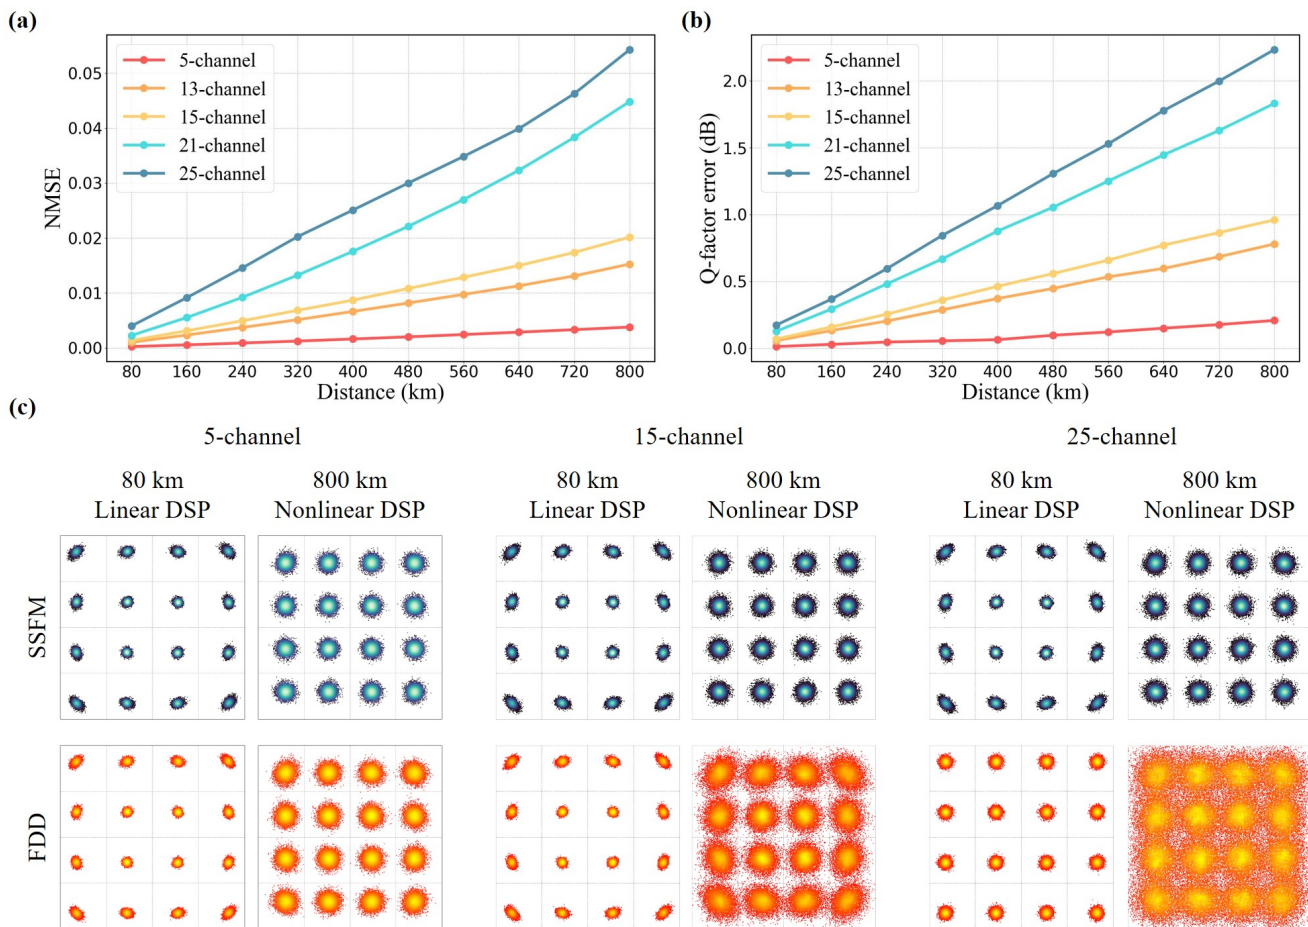 (a)
(b)
5-channel
13-channel
15-channel
21-channel
25-channel
0.05
0.04
0.03
0.02
0.01
0.00
NMSE
80 160 240 320 400 480 560 640 720 800
Distance (km)
5-channel
13-channel
15-channel
21-channel
25-channel
2.0
1.5
1.0
0.5
0.0
Q-factor error (dB)
80 160 240 320 400 480 560 640 720 800
Distance (km)
(c)
5-channel 15-channel 25-channel
80 km 800 km 80 km 800 km 80 km 800 km
Linear DSP Nonlinear DSP Linear DSP Nonlinear DSP Linear DSP Nonlinear DSP
SSFM
FDD